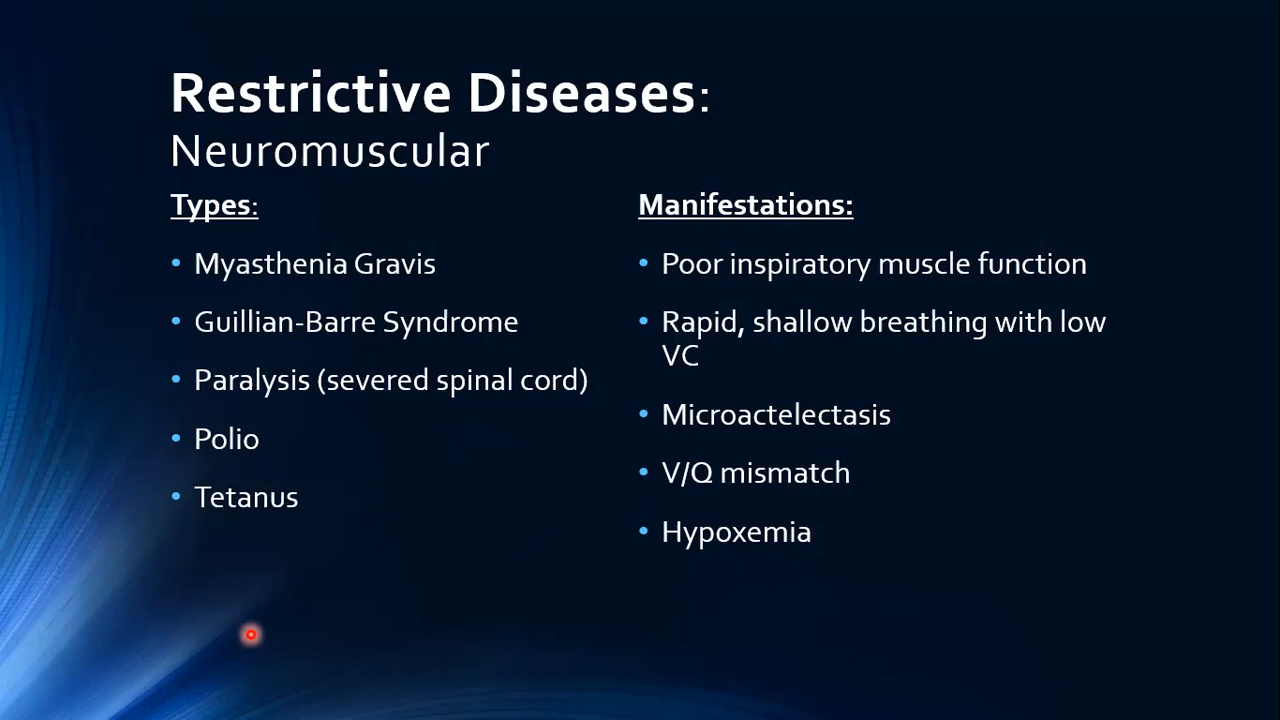 Restrictive Diseases:
Neuromuscular
Types:
• Myasthenia Gravis
• Guillian-Barre Syndrome
• Paralysis (severed spinal cord)
• Polio
• Tetanus
Manifestations:
• Poor inspiratory muscle function
• Rapid, shallow breathing with low
VC
• Microactelectasis
• V/Q mismatch
• Hypoxemia